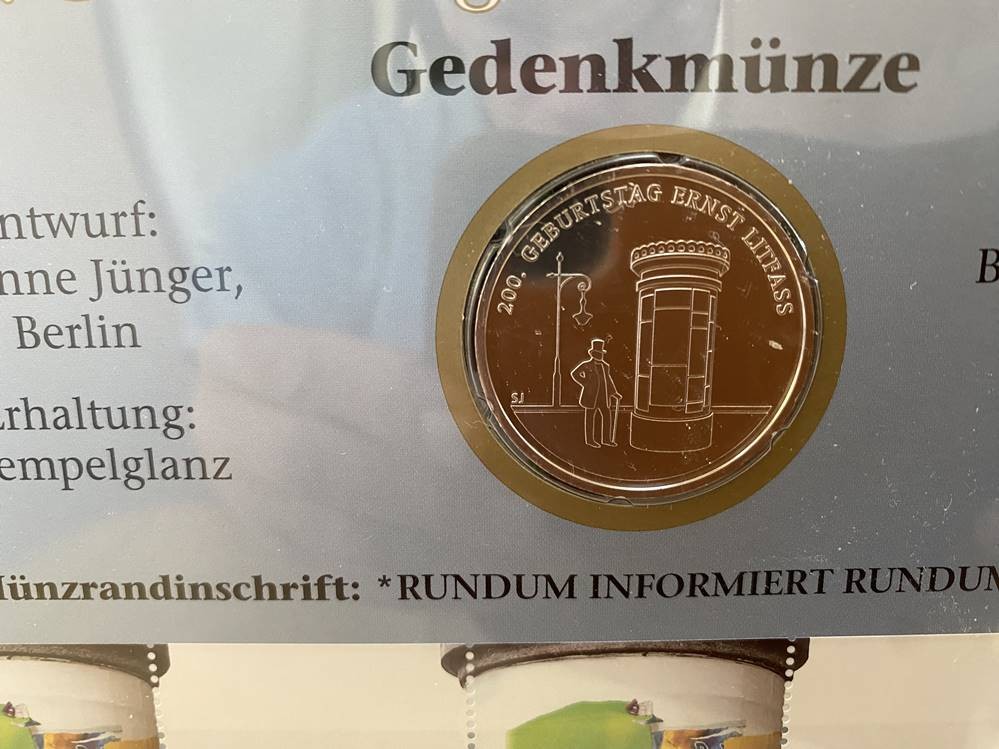 Gedenkmünze
ntwurf:
nne Jünger,
Berlin
rhaltung:
empelglanz
200. GEBURTSTAG ERNST LITFASS
SJ
ünzrandinschrift: *RUNDUM INFORMIERT RUNDUM
B